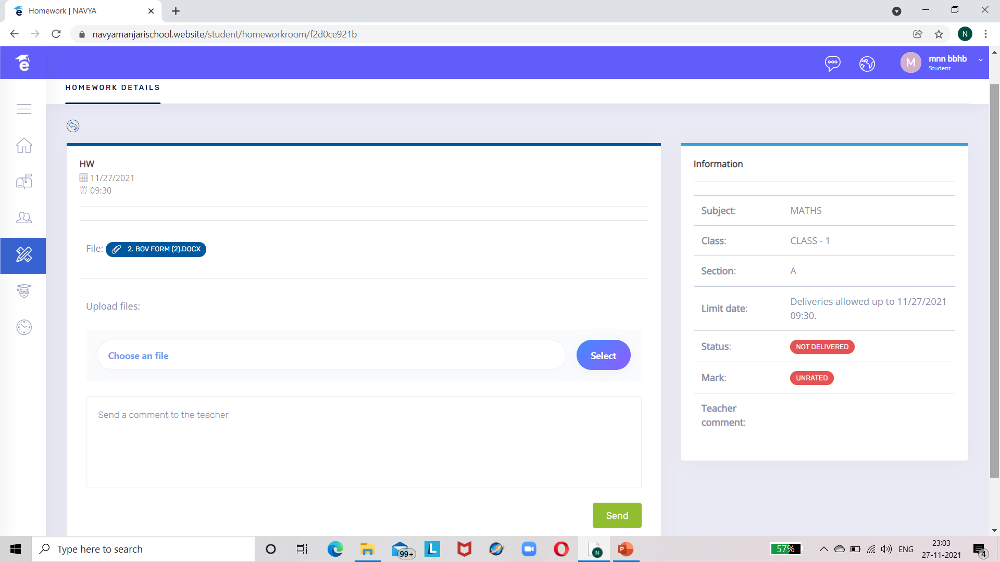 Homework | NAVYA
navyamanjarischool.website/student/homeworkroom/f2d0ce921b
N
e
M
mnn bbhb
Student
HOMEWORK DETAILS
HW
11/27/2021
09:30
File: 2. BGV FORM (2).DOCX
Upload files:
Choose an file
Select
Send a comment to the teacher
Send
Information
Subject: MATHS
Class: CLASS - 1
Section: A
Limit date: Deliveries allowed up to 11/27/2021
09:30.
Status: NOT DELIVERED
Mark: UNRATED
Teacher
comment:
Type here to search
99+
L
N
P
57%
ENG
23:03
27-11-2021
4